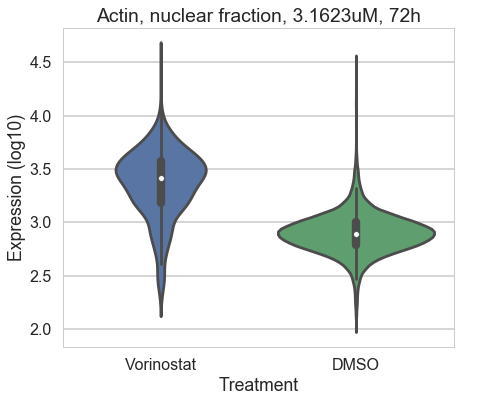 Actin, nuclear fraction, 3.1623uM, 72h
Expression (log10)
4.5
4.0
3.5
3.0
2.5
2.0
Vorinostat
DMSO
Treatment